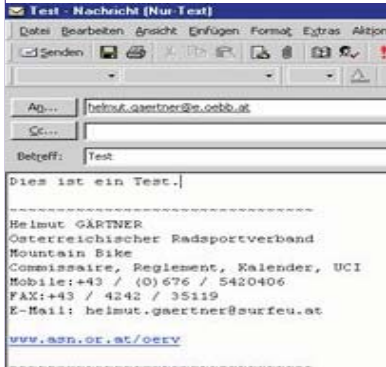 Test - Nachricht (Nur-Text)
Datei Bearbeiten Ansicht Einfügen Format Extras Aktion
Senden
An...
helmut.gaertner@e.oebb.at
Cc...
Betreff: Test
Dies ist ein Test.
~~~~~~~~~~~~~~~~~~~~~~~~~~~~~~~~
Helmut GÄRTNER
Österreichischer Radsportverband
Mountain Bike
Commissaire, Reglement, Kalender, UCI
Mobile:+43 / (0)676 / 5420406
FAX:+43 / 4242 / 35119
E-Mail: helmut.gaertner@surfeu.at
www.asn.or.at/oerv
~~~~~~~~~~~~~~~~~~~~~~~~~~~~~~~~